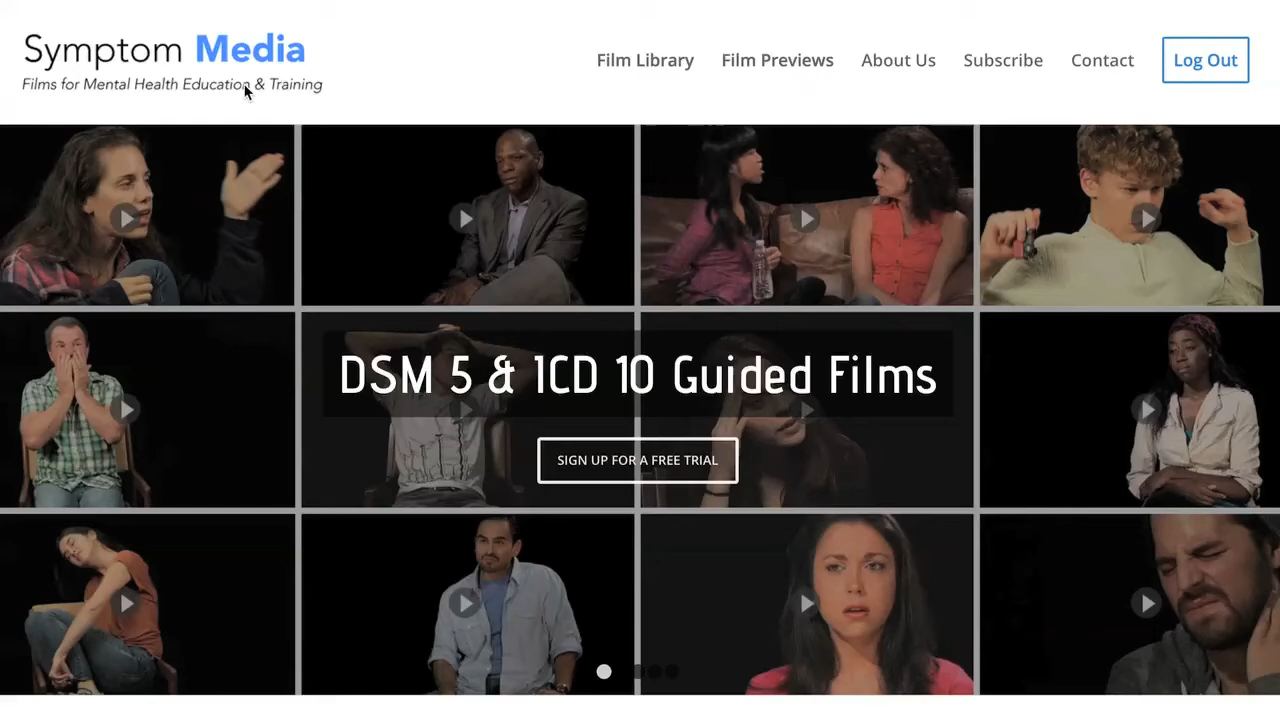 Symptom Media
Films for Mental Health Education & Training
Film Library
Film Previews
About Us
Subscribe
Contact
Log Out
DSM 5 & ICD 10 Guided Films
SIGN UP FOR A FREE TRIAL